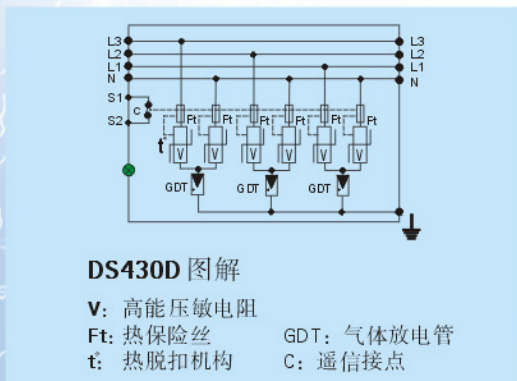 L3 L3
L2 L2
L1 L1
N N
S1
C
S2
Ft Ft Ft Ft Ft Ft
t°
V V V V V V
GDT GDT GDT
DS430D 图解
V: 高能压敏电阻
Ft: 热保险丝 GDT: 气体放电管
t°: 热脱扣机构 C: 遥信接点